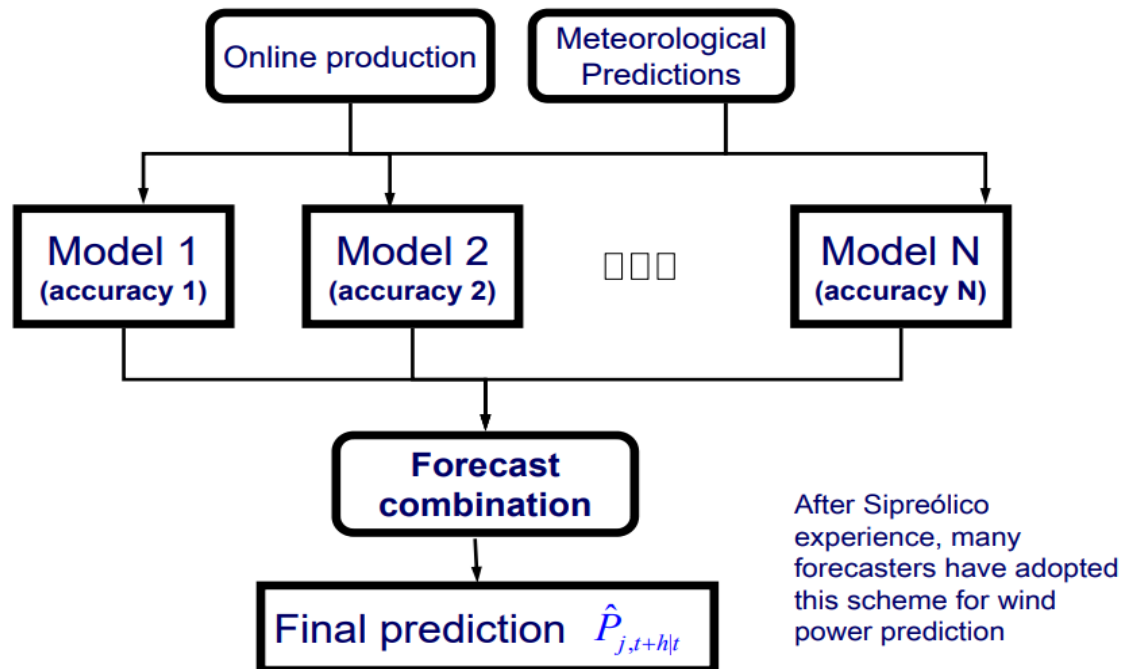 Online production
Meteorological
Predictions
Model 1
(accuracy 1)
Model 2
(accuracy 2)
□□□
Model N
(accuracy N)
Forecast
combination
Final prediction $\hat{P}_{j,t+h|t}$
After Sipreólico
experience, many
forecasters have adopted
this scheme for wind
power prediction